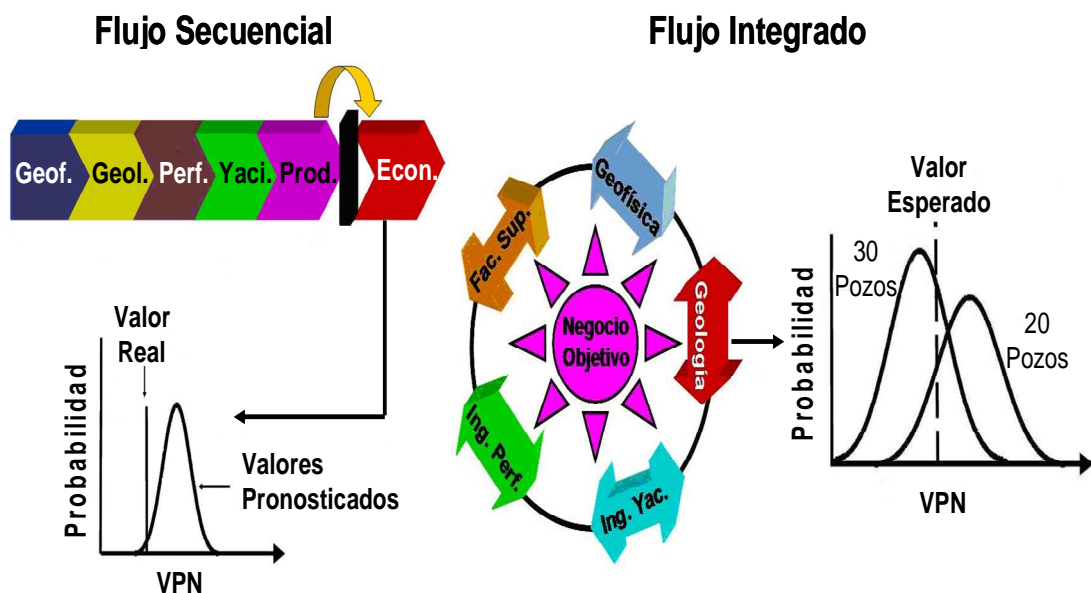 Flujo Secuencial
Geof.
Geol.
Perf.
Yaci.
Prod.
Econ.
Valor
Real
Probabilidad
Valores
Pronosticados
VPN
Flujo Integrado
Geofísica
Fac. Sup.
Geología
Negocio
Objetivo
Ing. Perf.
Ing. Yac.
Valor
Esperado
30
Pozos
20
Pozos
Probabilidad
VPN